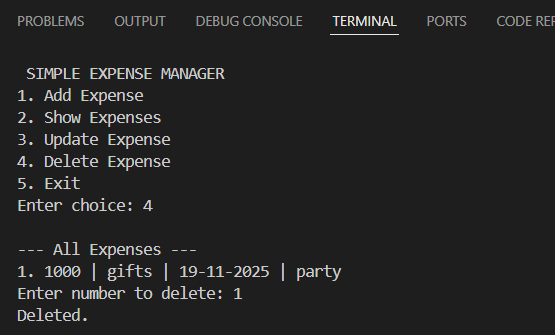 PROBLEMS OUTPUT DEBUG CONSOLE TERMINAL PORTS CODE
SIMPLE EXPENSE MANAGER
1. Add Expense
2. Show Expenses
3. Update Expense
4. Delete Expense
5. Exit
Enter choice: 4
--- All Expenses ---
1. 1000 | gifts | 19-11-2025 | party
Enter number to delete: 1
Deleted.